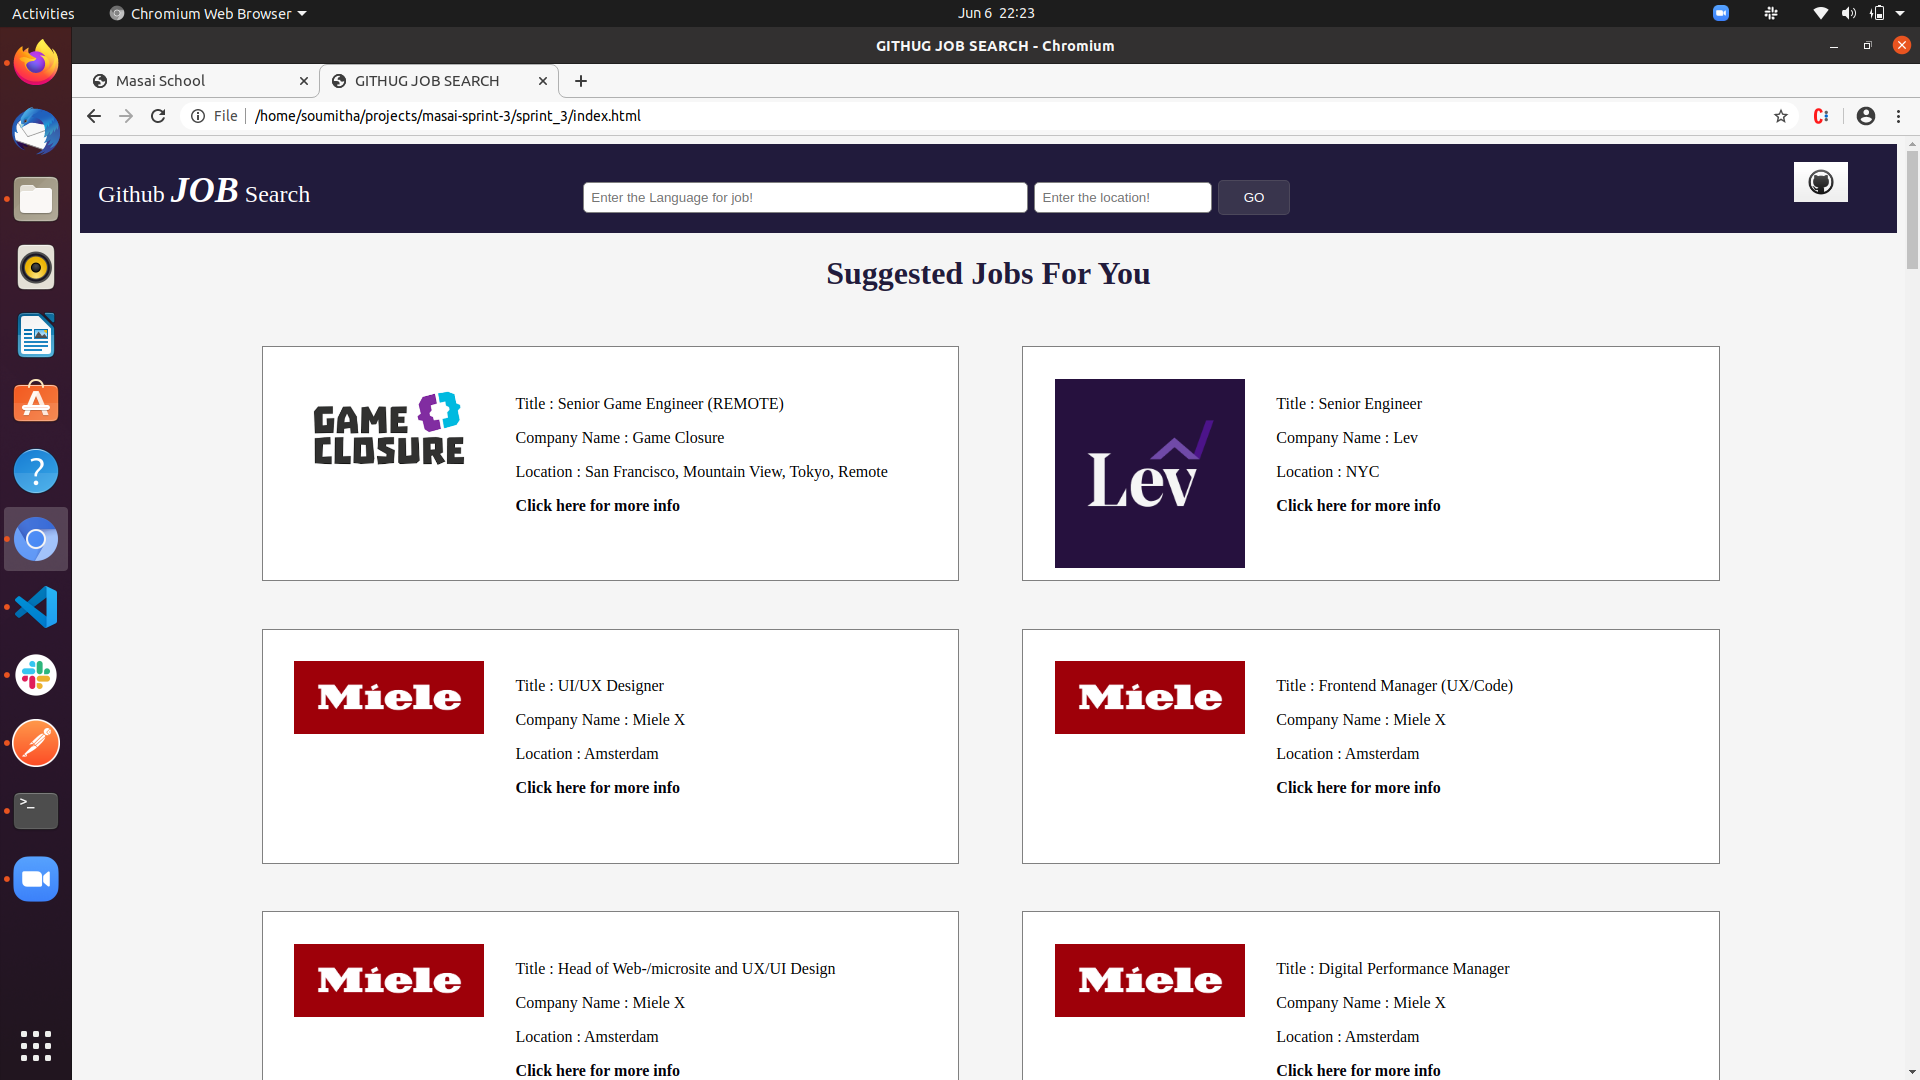 Activities
Chromium Web Browser
Jun 6 22:23
GITHUG JOB SEARCH - Chromium
Masai School
GITHUG JOB SEARCH
File
/home/soumitha/projects/masai-sprint-3/sprint_3/index.html
Github JOB Search
Enter the Language for job!
Enter the location!
GO
Suggested Jobs For You
GAME CLOSURE
Title : Senior Game Engineer (REMOTE)
Company Name : Game Closure
Location : San Francisco, Mountain View, Tokyo, Remote
Click here for more info
Lev
Title : Senior Engineer
Company Name : Lev
Location : NYC
Click here for more info
Miele
Title : UI/UX Designer
Company Name : Miele X
Location : Amsterdam
Click here for more info
Miele
Title : Frontend Manager (UX/Code)
Company Name : Miele X
Location : Amsterdam
Click here for more info
Miele
Title : Head of Web-/microsite and UX/UI Design
Company Name : Miele X
Location : Amsterdam
Click here for more info
Miele
Title : Digital Performance Manager
Company Name : Miele X
Location : Amsterdam
Click here for more info